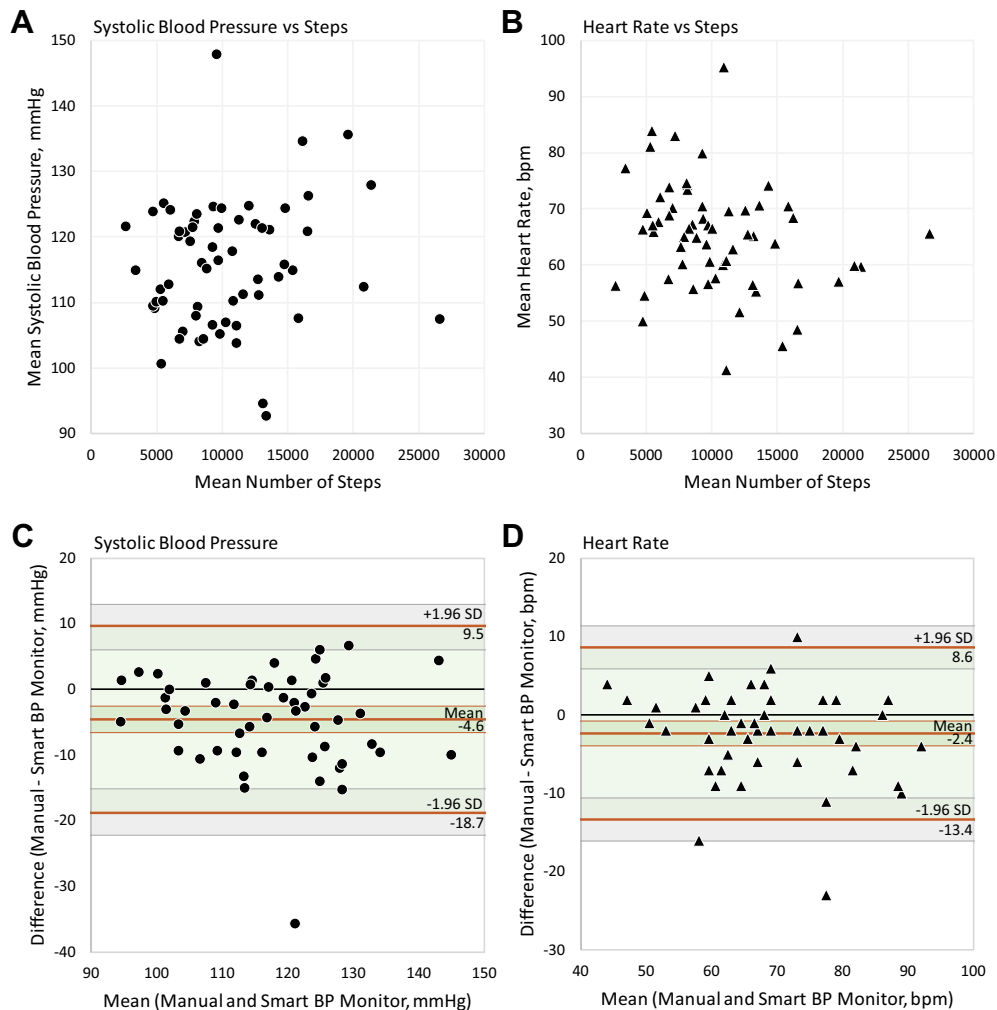 A
Systolic Blood Pressure vs Steps
Mean Systolic Blood Pressure, mmHg
150
140
130
120
110
100
90
0 5000 10000 15000 20000 25000 30000
Mean Number of Steps
B
Heart Rate vs Steps
Mean Heart Rate, bpm
100
90
80
70
60
50
40
30
0 5000 10000 15000 20000 25000 30000
Mean Number of Steps
C
Systolic Blood Pressure
Difference (Manual - Smart BP Monitor, mmHg)
20
10
0
-10
-20
-30
-40
+1.96 SD
9.5
Mean
-4.6
-1.96 SD
-18.7
90 100 110 120 130 140 150
Mean (Manual and Smart BP Monitor, mmHg)
D
Heart Rate
Difference (Manual - Smart BP Monitor, bpm)
20
10
0
-10
-20
-30
+1.96 SD
8.6
Mean
-2.4
-1.96 SD
-13.4
40 50 60 70 80 90 100
Mean (Manual and Smart BP Monitor, bpm)